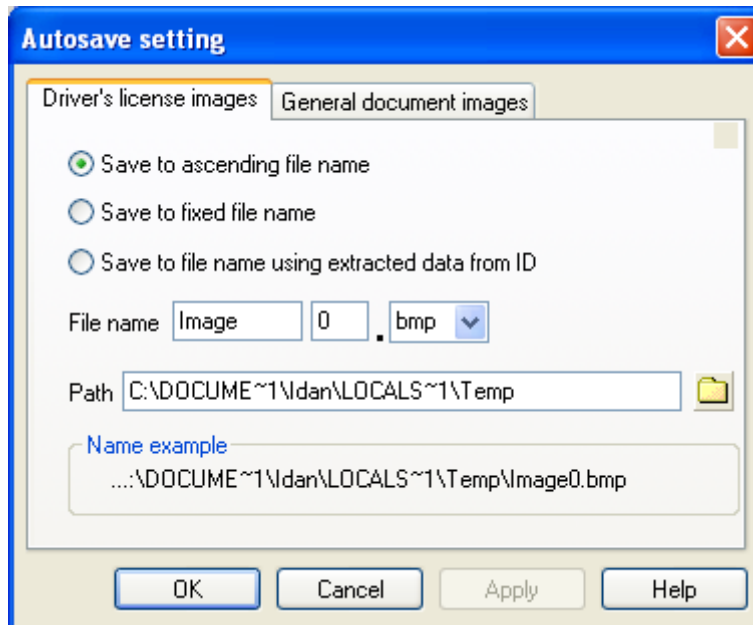 Autosave setting
Driver's license images General document images
Save to ascending file name
Save to fixed file name
Save to file name using extracted data from ID
File name Image 0 . bmp
Path C:\DOCUME~1\Idan\LOCALS~1\Temp
Name example
...:\DOCUME~1\Idan\LOCALS~1\Temp\Image0.bmp
OK Cancel Apply Help